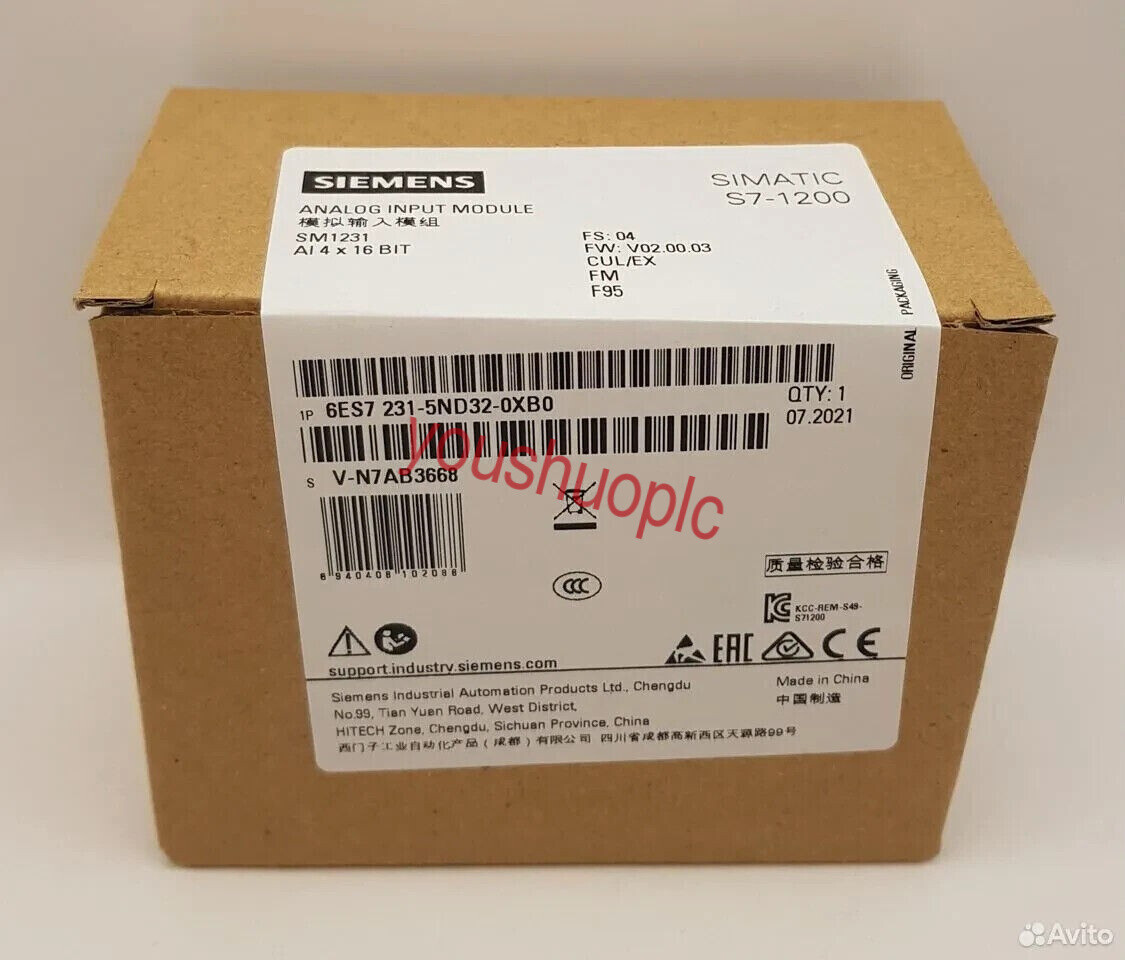 SIEMENS
SIMATIC
S7-1200
ANALOG INPUT MODULE
模拟输入模组
SM1231
AI 4 x 16 BIT
FS: 04
FW: V02.00.03
CUL/EX
FM
F95
ORIGINAL PACKAGING
1P 6ES7 231-5ND32-0XB0
QTY: 1
07.2021
S V-N7AB3668
youshuoplc
6940408102086
CCC
质量检验合格
KCC-REM-S49-
S71200
EAC CE
support.industry.siemens.com
Siemens Industrial Automation Products Ltd., Chengdu
No.99, Tian Yuan Road, West District,
HITECH Zone, Chengdu, Sichuan Province, China
西门子工业自动化产品(成都)有限公司 四川省成都高新西区天源路99号
Made in China
中国制造
Avito